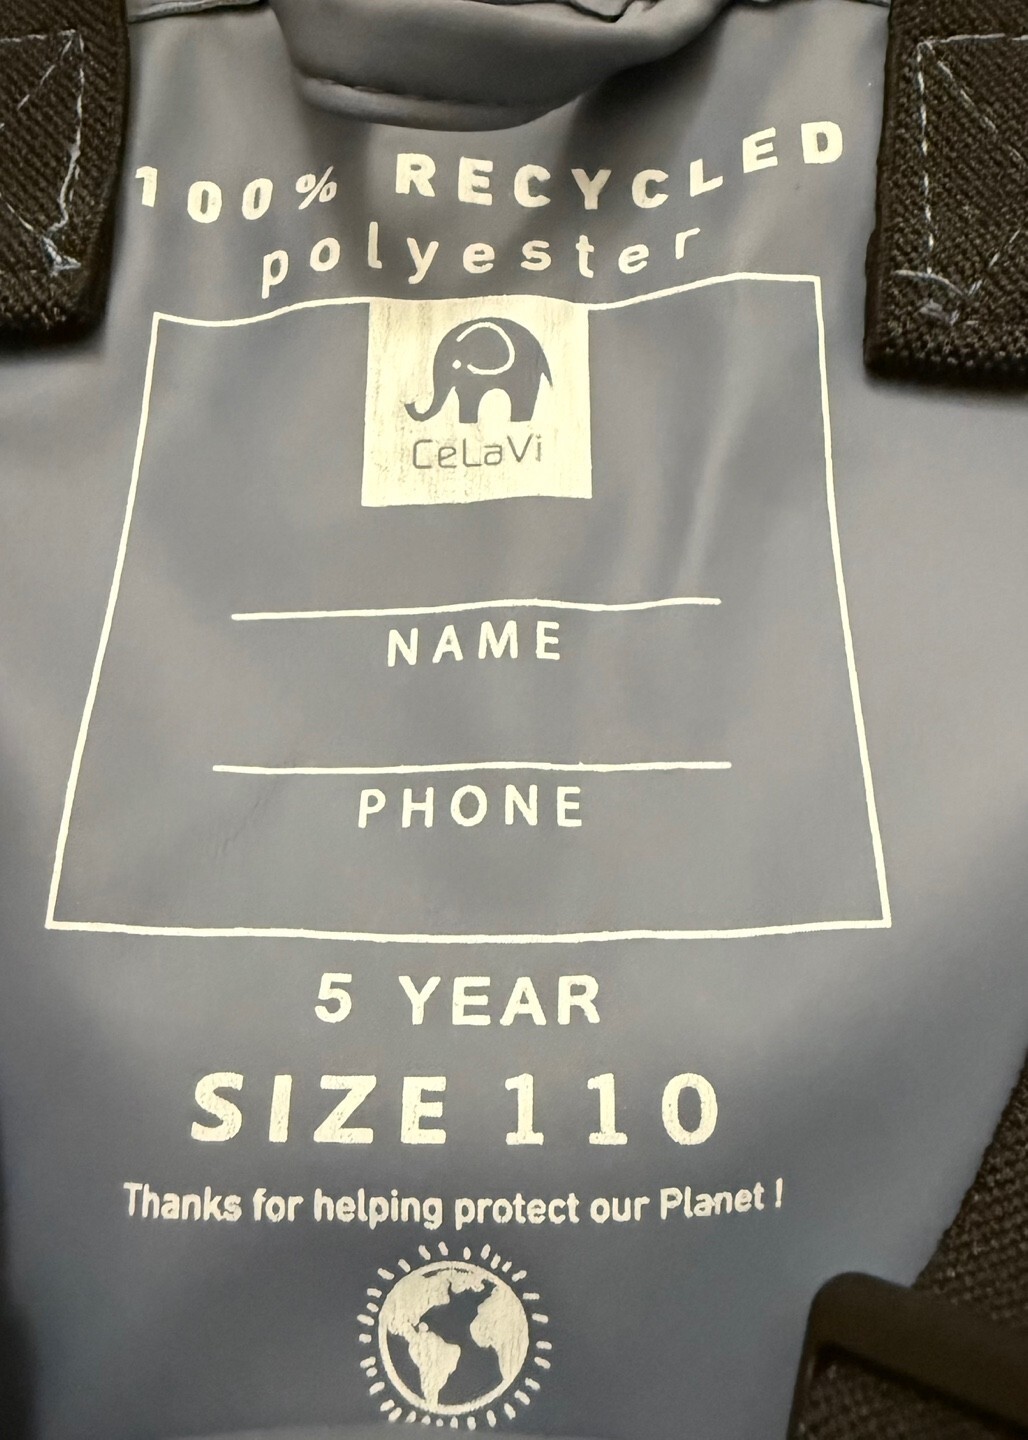 100% RECYCLED
polyester
CeLaVi
NAME
PHONE
5 YEAR
SIZE 110
Thanks for helping protect our Planet !